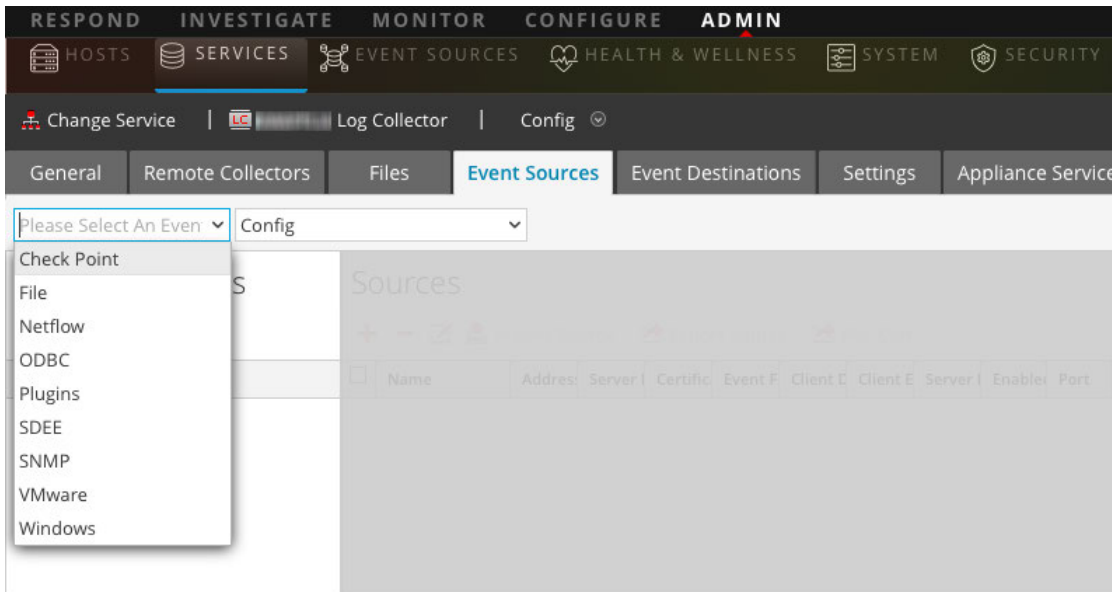 RESPOND INVESTIGATE MONITOR CONFIGURE ADMIN
HOSTS SERVICES EVENT SOURCES HEALTH & WELLNESS SYSTEM SECURITY
Change Service | LC Log Collector | Config
General Remote Collectors Files Event Sources Event Destinations Settings Appliance Service
Please Select An Even Config
Check Point
s Sources
File
Netflow
ODBC
Name Addres Server Certific Event F Client D Client E Server Enable Port
Plugins
SDEE
SNMP
VMware
Windows